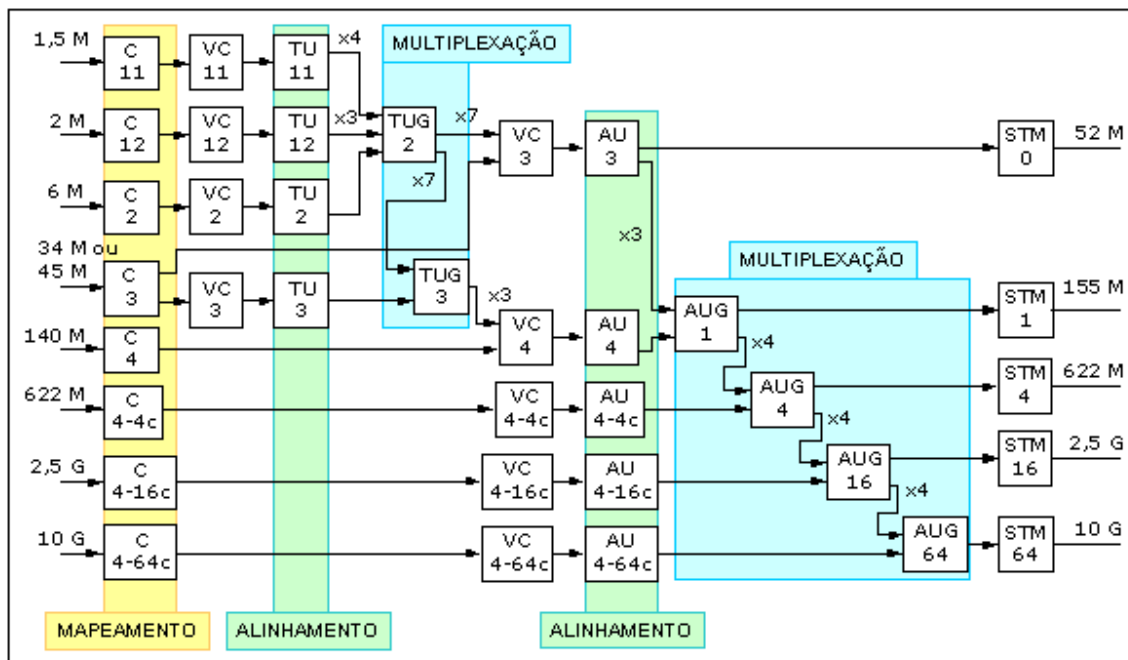 1,5 M
C
11
VC
11
TU
11
x4
MULTIPLEXAÇÃO
2 M
C
12
VC
12
TU
12
x3
TUG
2
x7
VC
3
AU
3
STM
0
52 M
x7
6 M
C
2
VC
2
TU
2
34 M ou
45 M
C
3
VC
3
TU
3
TUG
3
x3
x3
MULTIPLEXAÇÃO
140 M
C
4
VC
4
AU
4
AUG
1
STM
1
155 M
x4
622 M
C
4-4c
VC
4-4c
AU
4-4c
AUG
4
STM
4
622 M
x4
2,5 G
C
4-16c
VC
4-16c
AU
4-16c
AUG
16
STM
16
2,5 G
x4
10 G
C
4-64c
VC
4-64c
AU
4-64c
AUG
64
STM
64
10 G
MAPEAMENTO
ALINHAMENTO
ALINHAMENTO